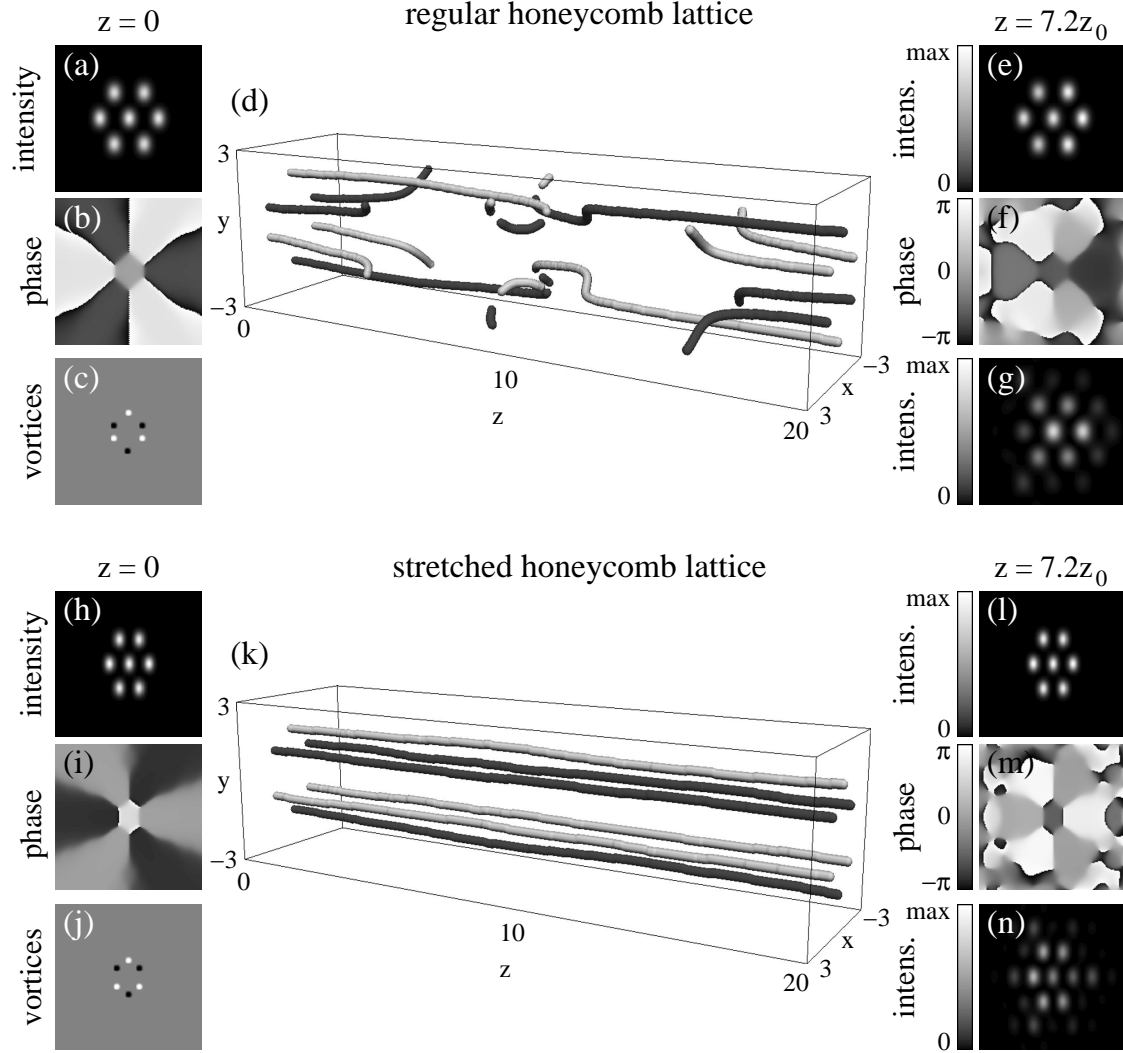 z = 0
regular honeycomb lattice
z = 7.2z0
intensity
(a)
(d)
3
y
−3
0
10
z
20
3
x
−3
max
intens.
0
(e)
phase
(b)
π
phase
0
−π
(f)
vortices
(c)
max
intens.
0
(g)
z = 0
stretched honeycomb lattice
z = 7.2z0
intensity
(h)
(k)
3
y
−3
0
10
z
20
3
x
−3
max
intens.
0
(l)
phase
(i)
π
phase
0
−π
(m)
vortices
(j)
max
intens.
0
(n)